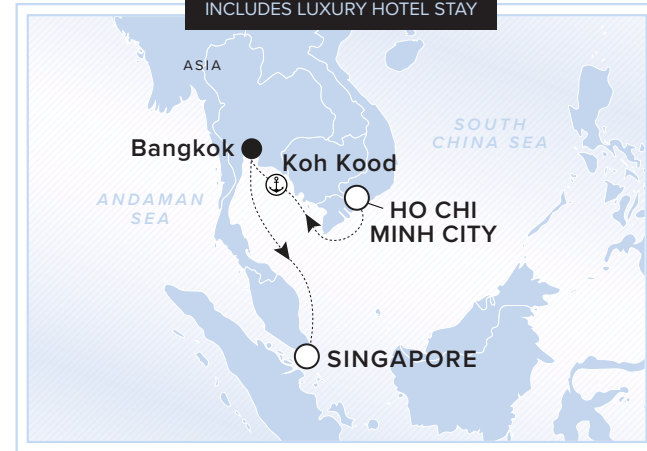 INCLUDES LUXURY HOTEL STAY
ASIA
SOUTH
CHINA SEA
Bangkok
Koh Kood
ANDAMAN
SEA
HO CHI
MINH CITY
SINGAPORE